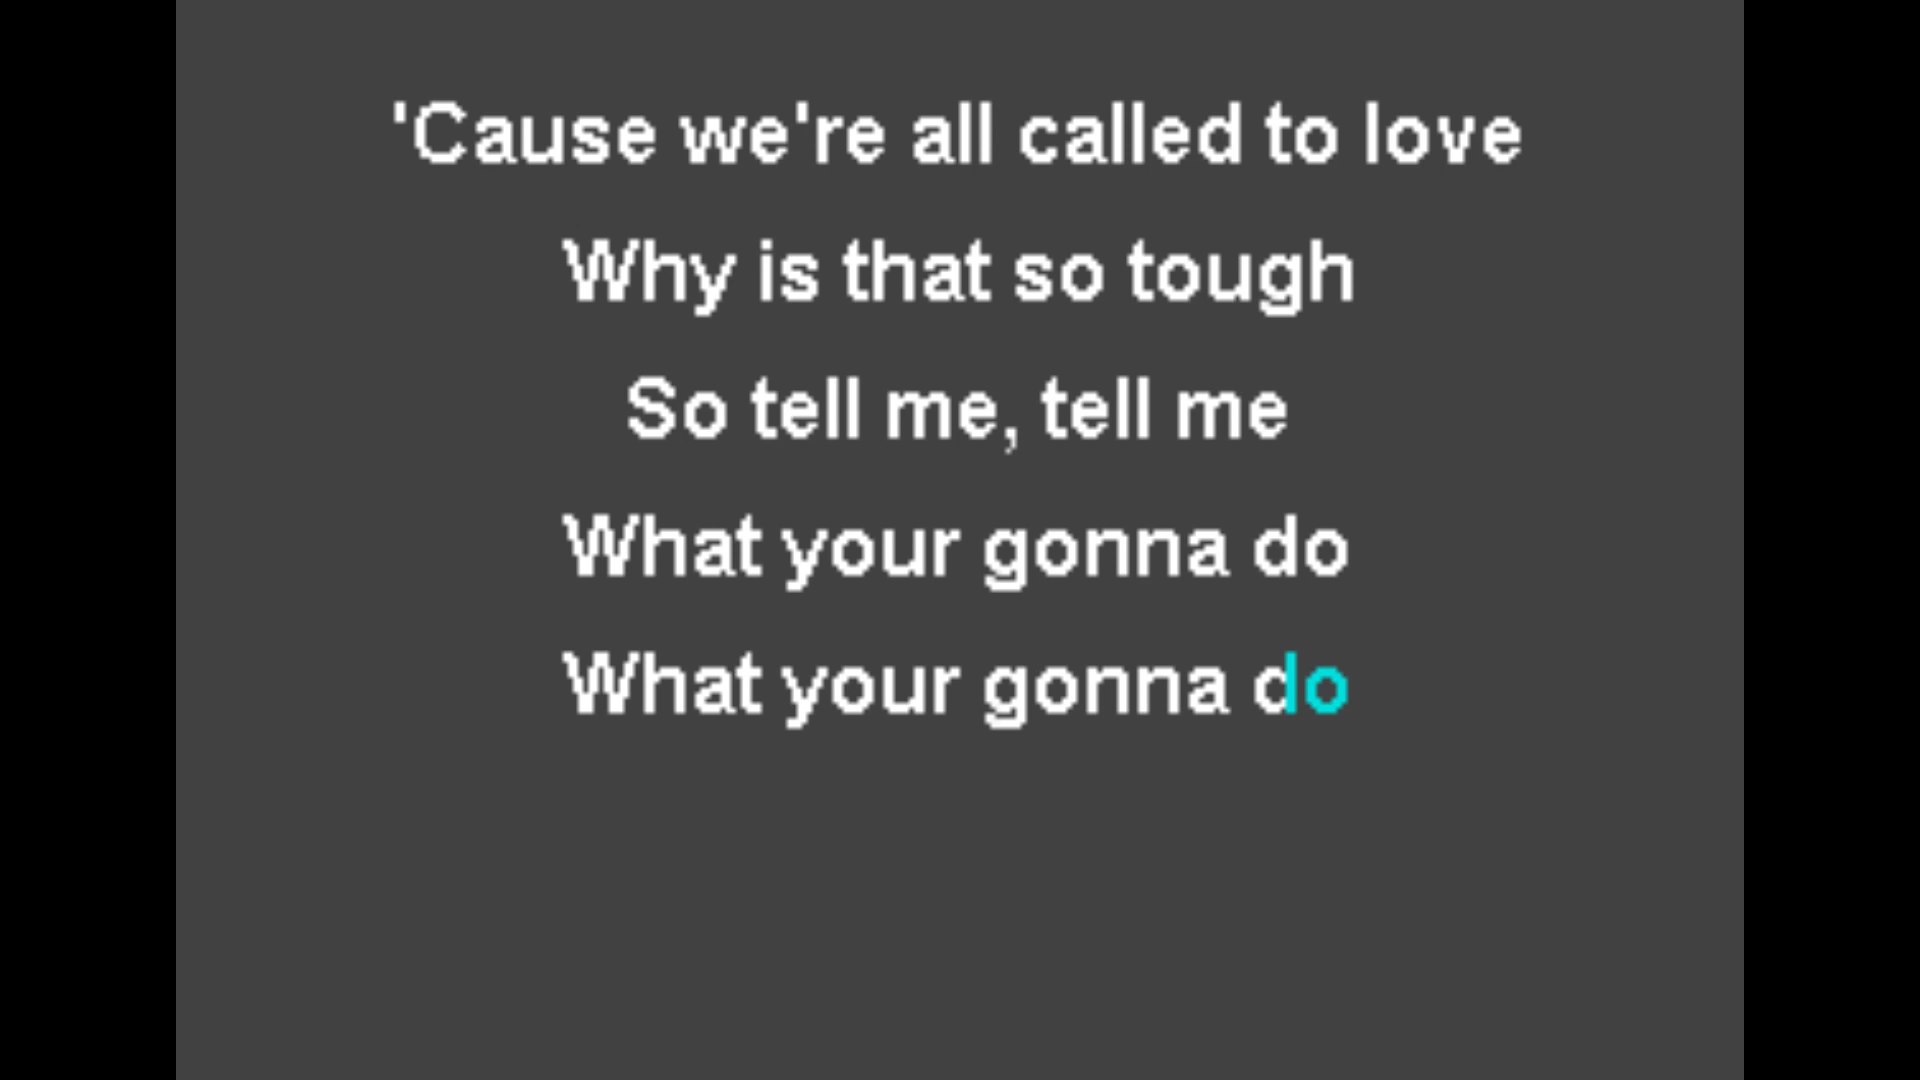 'Cause we're all called to love
Why is that so tough
So tell me, tell me
What your gonna do
What your gonna do